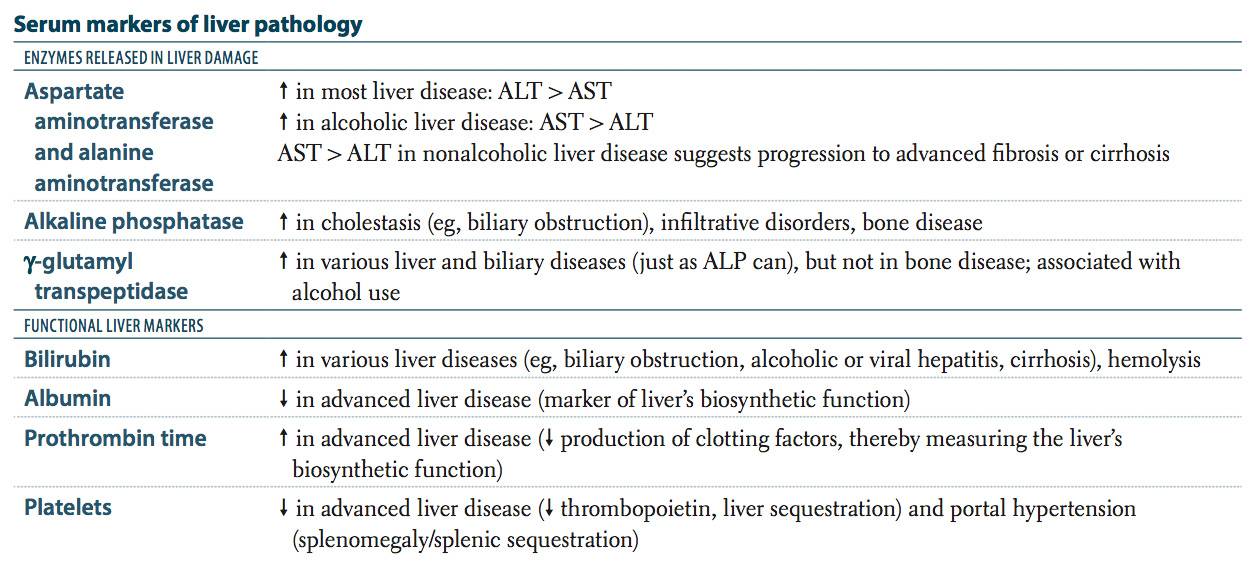 Serum markers of liver pathology
ENZYMES RELEASED IN LIVER DAMAGE
Aspartate
aminotransferase
and alanine
aminotransferase
↑ in most liver disease: ALT > AST
↑ in alcoholic liver disease: AST > ALT
AST > ALT in nonalcoholic liver disease suggests progression to advanced fibrosis or cirrhosis
Alkaline phosphatase
↑ in cholestasis (eg, biliary obstruction), infiltrative disorders, bone disease
γ-glutamyl
transpeptidase
↑ in various liver and biliary diseases (just as ALP can), but not in bone disease; associated with
alcohol use
FUNCTIONAL LIVER MARKERS
Bilirubin
↑ in various liver diseases (eg, biliary obstruction, alcoholic or viral hepatitis, cirrhosis), hemolysis
Albumin
↓ in advanced liver disease (marker of liver’s biosynthetic function)
Prothrombin time
↑ in advanced liver disease (↓ production of clotting factors, thereby measuring the liver’s
biosynthetic function)
Platelets
↓ in advanced liver disease (↓ thrombopoietin, liver sequestration) and portal hypertension
(splenomegaly/splenic sequestration)